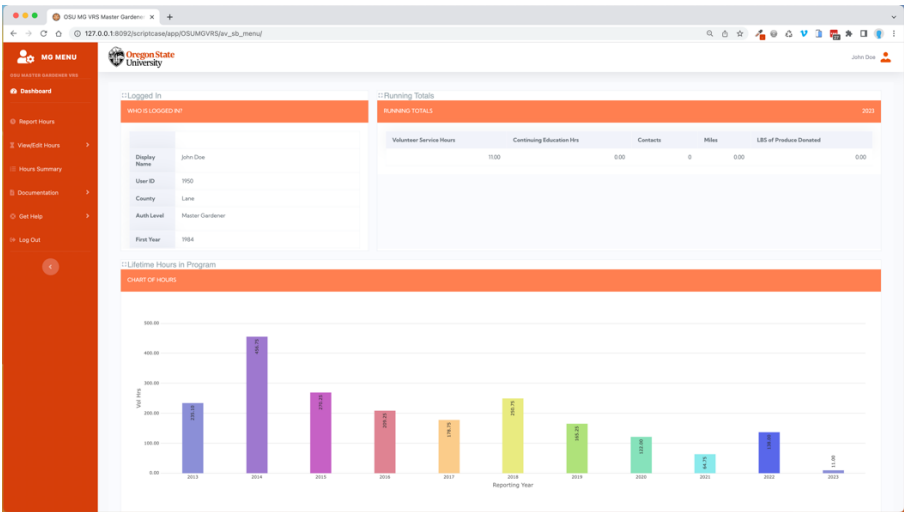 OSU MG VRS Master Gardener
127.0.0.1:8092/scriptcase/app/OSUMGVRS/av_sb_menu/
MG MENU
Oregon State
University
John Doe
OSU MASTER GARDENER VRS
Dashboard
Report Hours
View/Edit Hours
Hours Summary
Documentation
Get Help
Log Out
Logged In
WHO IS LOGGED IN?
Display Name John Doe
User ID 1950
County Lane
Auth Level Master Gardener
First Year 1984
Running Totals
RUNNING TOTALS 2023
Volunteer Service Hours Continuing Education Hrs Contacts Miles LBS of Produce Donated
11.00 0.00 0 0.00 0.00
Lifetime Hours in Program
CHART OF HOURS
500.00
400.00
300.00
200.00
100.00
0.00
Vol Hrs
178.75
250.75
64.75
11.00
2013 2014 2015 2016 2017 2018 2019 2020 2021 2022 2023
Reporting Year